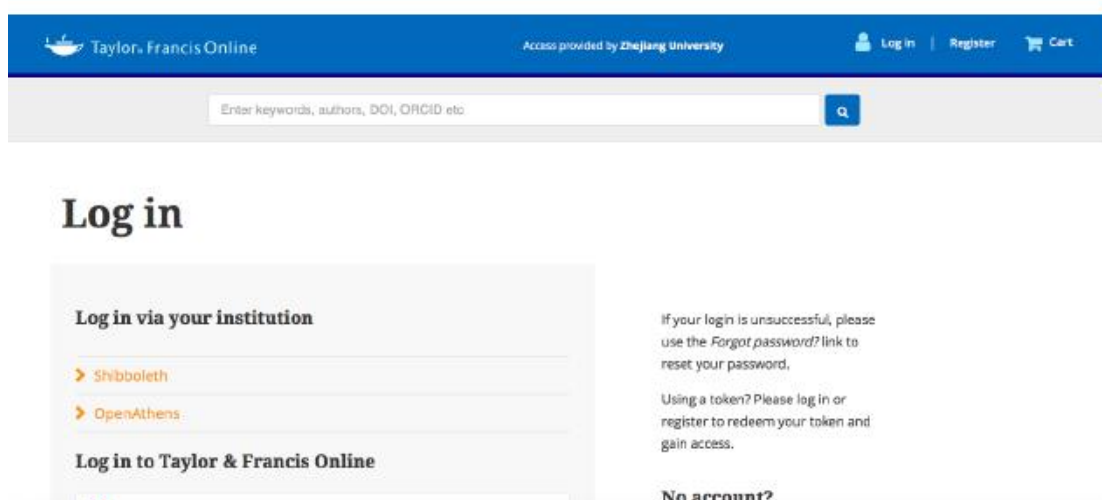 Taylor & Francis Online
Access provided by Zhejiang University
Log in | Register
Cart
Enter keywords, authors, DOI, ORCID etc
Log in
Log in via your institution
Shibboleth
OpenAthens
Log in to Taylor & Francis Online
If your login is unsuccessful, please
use the Forgot password? link to
reset your password.
Using a token? Please log in or
register to redeem your token and
gain access.
No account?